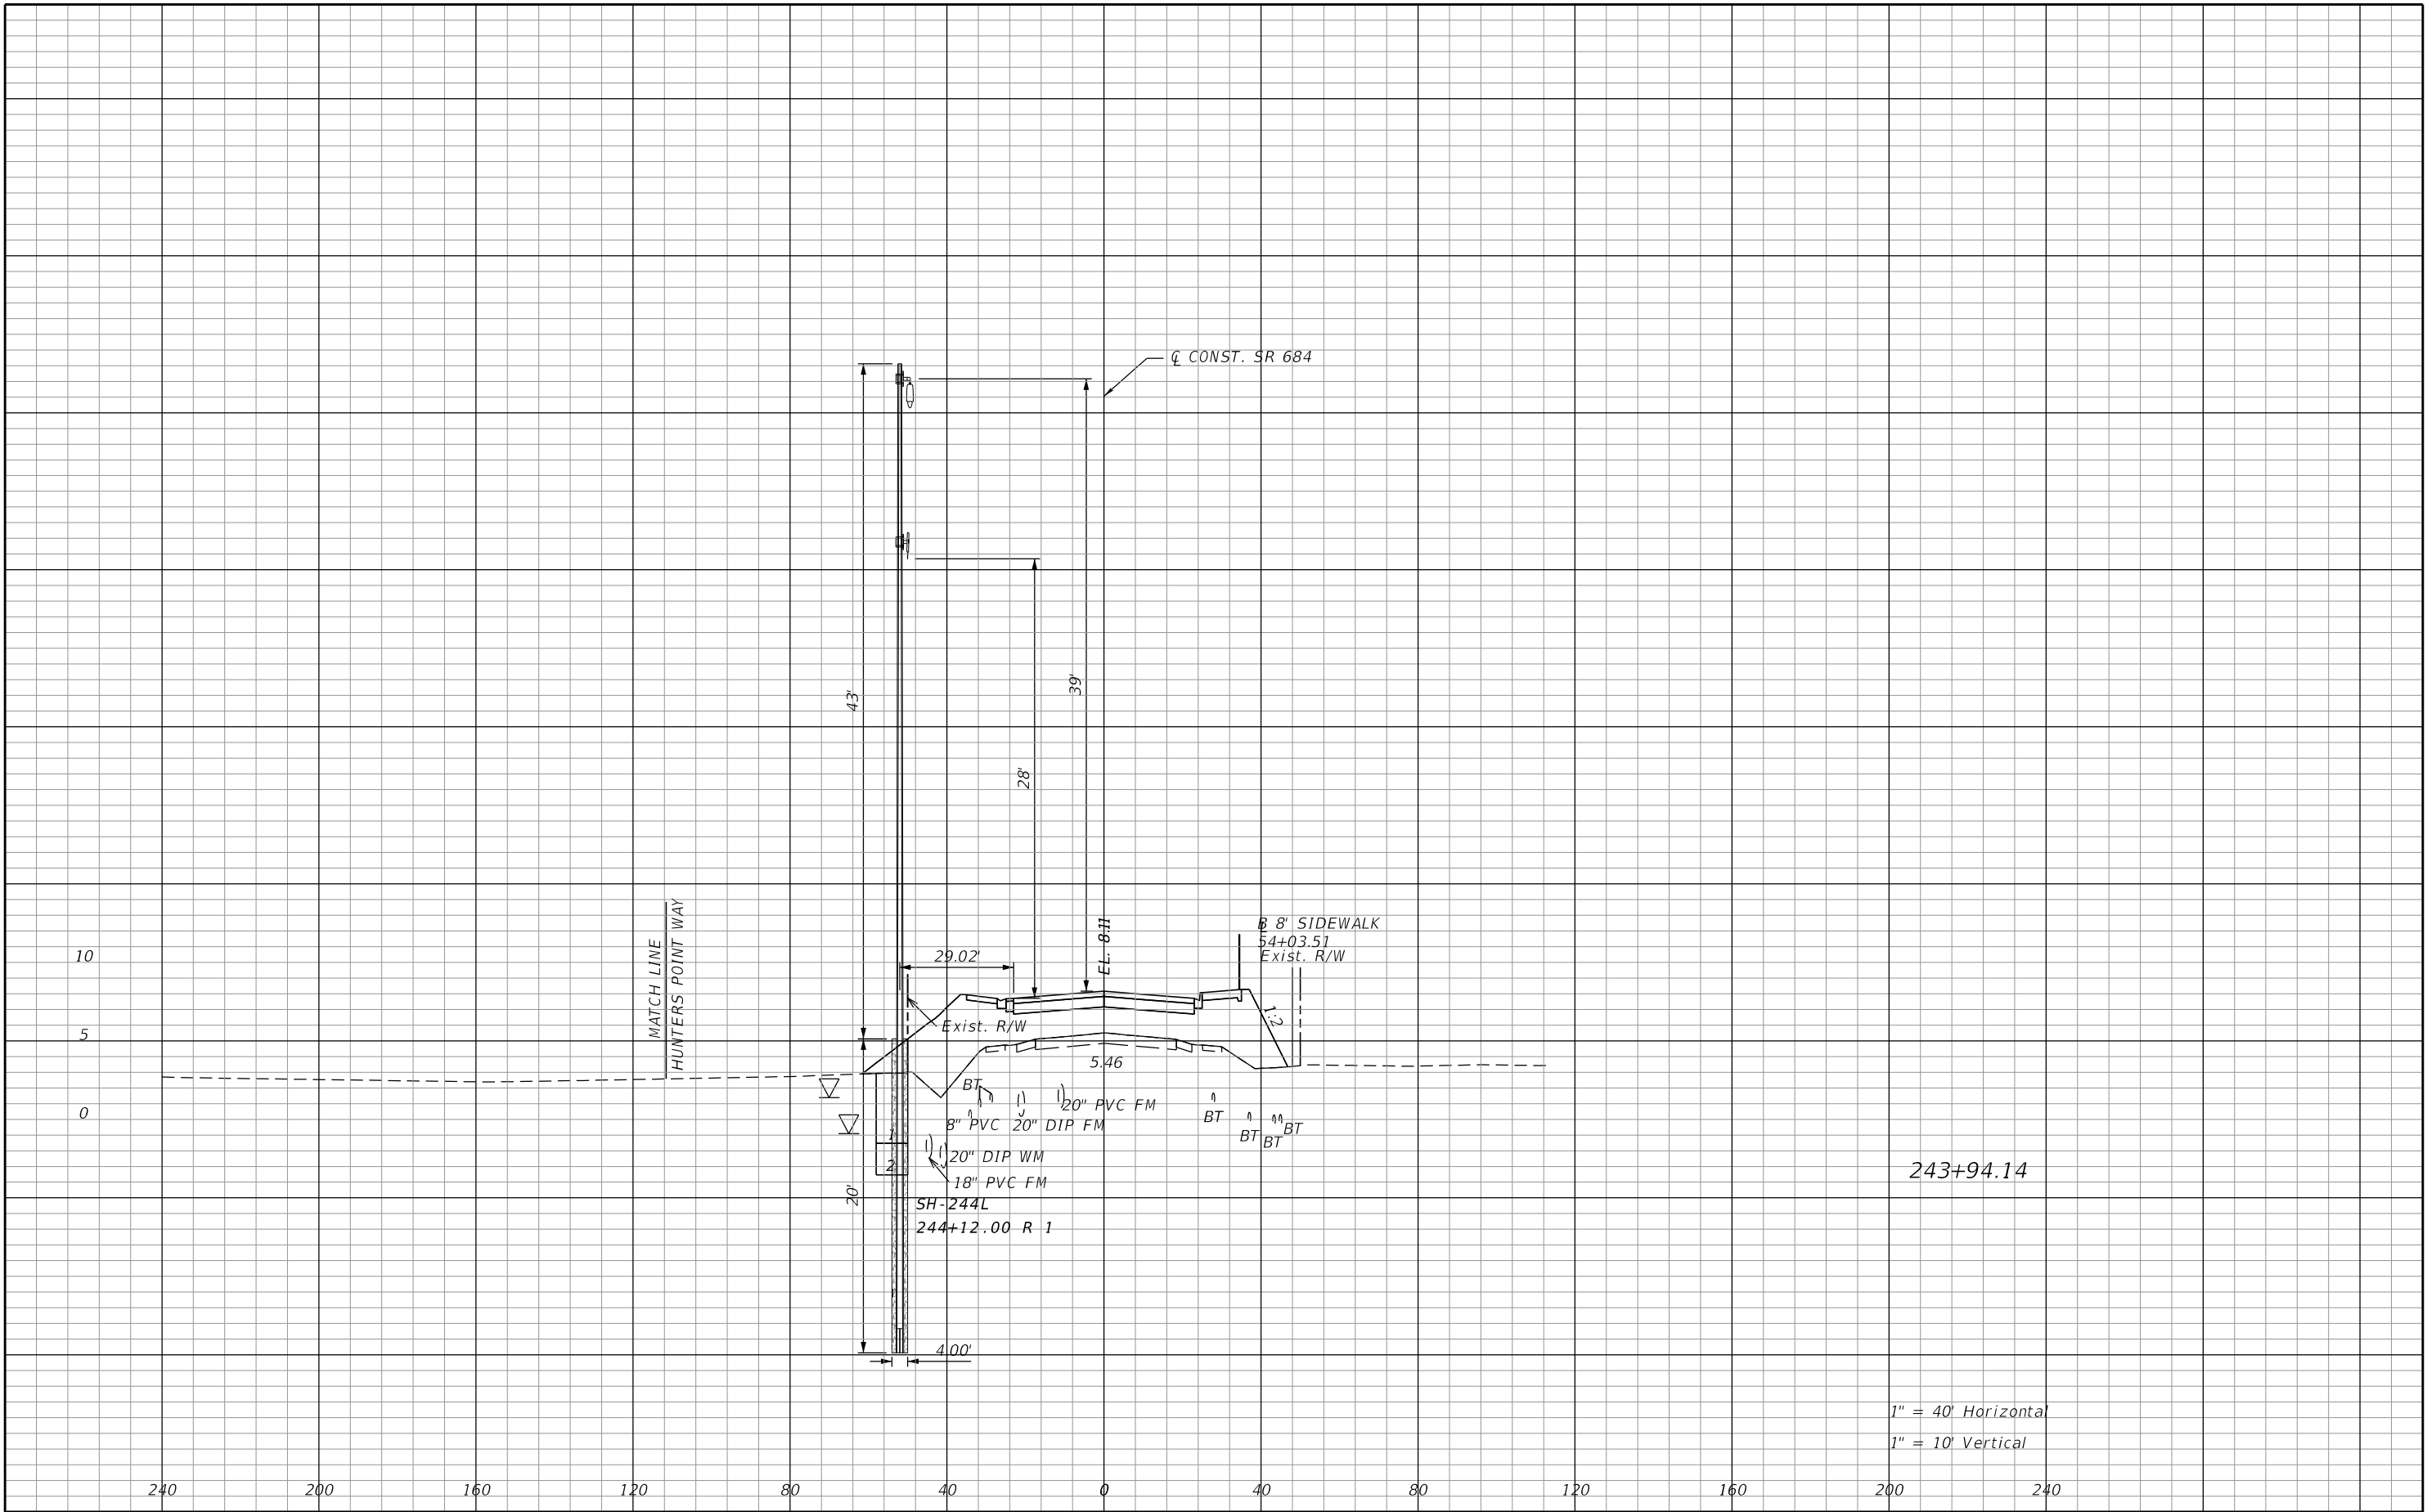 ℄ CONST. SR 684
43'
39'
28'
MATCH LINE
HUNTERS POINT WAY
29.02'
EL. 8.11
8' SIDEWALK
54+03.51
Exist. R/W
10
5
0
Exist. R/W
1:2
5.46
BT
20" PVC FM
8" PVC
20" DIP FM
BT
BT
BT
BT
1
2
20" DIP WM
18" PVC FM
20'
SH-244L
244+12.00 R 1
243+94.14
4.00'
1" = 40' Horizontal
1" = 10' Vertical
240 200 160 120 80 40 0 40 80 120 160 200 240